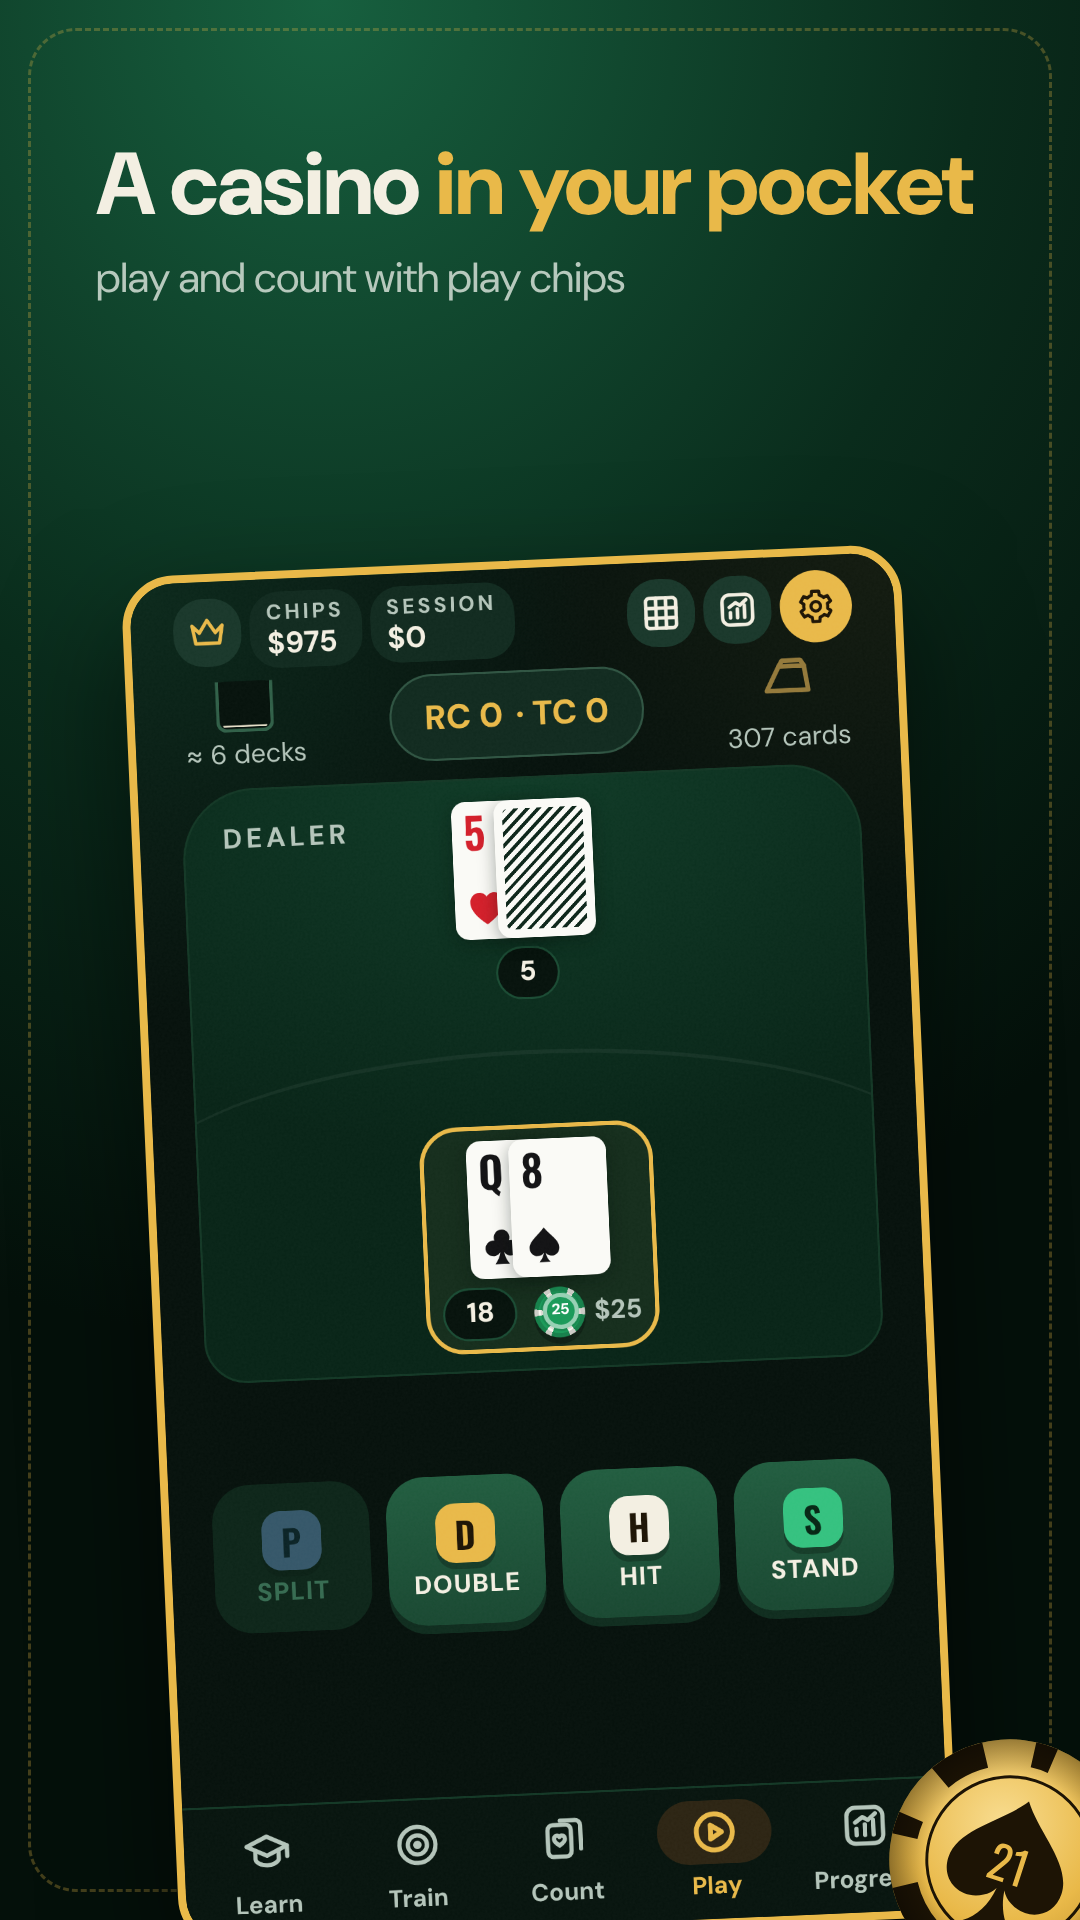 A casino in your pocket
play and count with play chips
CHIPS
$975
SESSION
$0
≈ 6 decks
RC 0 · TC 0
307 cards
DEALER
5
5
Q
8
18
25
$25
P
SPLIT
D
DOUBLE
H
HIT
S
STAND
Learn
Train
Count
Play
Progre
21